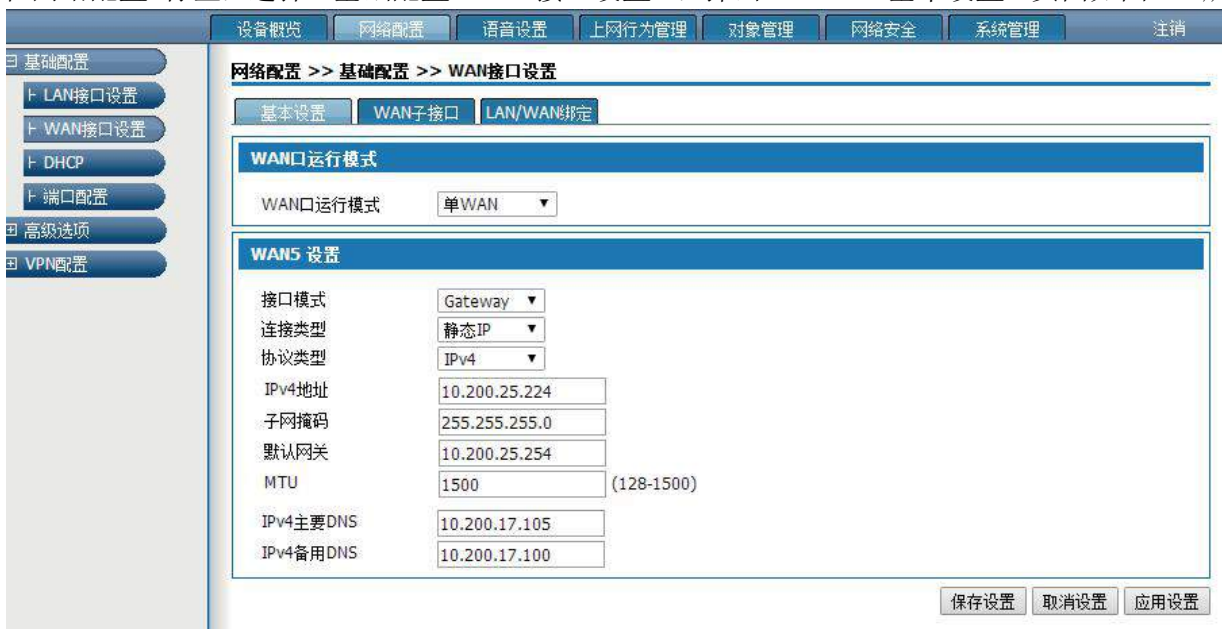 设备概览 网络配置 语音设置 上网行为管理 对象管理 网络安全 系统管理 注销
基础配置
LAN接口设置
WAN接口设置
DHCP
端口配置
高级选项
VPN配置
网络配置 >> 基础配置 >> WAN接口设置
基本设置 WAN子接口 LAN/WAN绑定
WAN口运行模式
WAN口运行模式 单WAN
WAN5 设置
接口模式 Gateway
连接类型 静态IP
协议类型 IPv4
IPv4地址 10.200.25.224
子网掩码 255.255.255.0
默认网关 10.200.25.254
MTU 1500 (128-1500)
IPv4主要DNS 10.200.17.105
IPv4备用DNS 10.200.17.100
保存设置 取消设置 应用设置